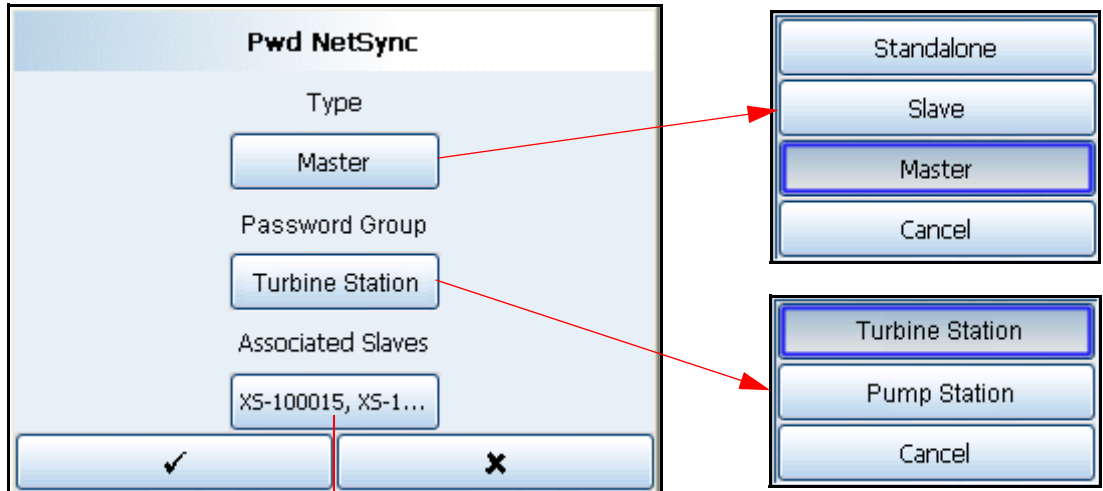 Pwd NetSync
Type
Master
Password Group
Turbine Station
Associated Slaves
XS-100015, XS-1...
Standalone
Slave
Master
Cancel
Turbine Station
Pump Station
Cancel